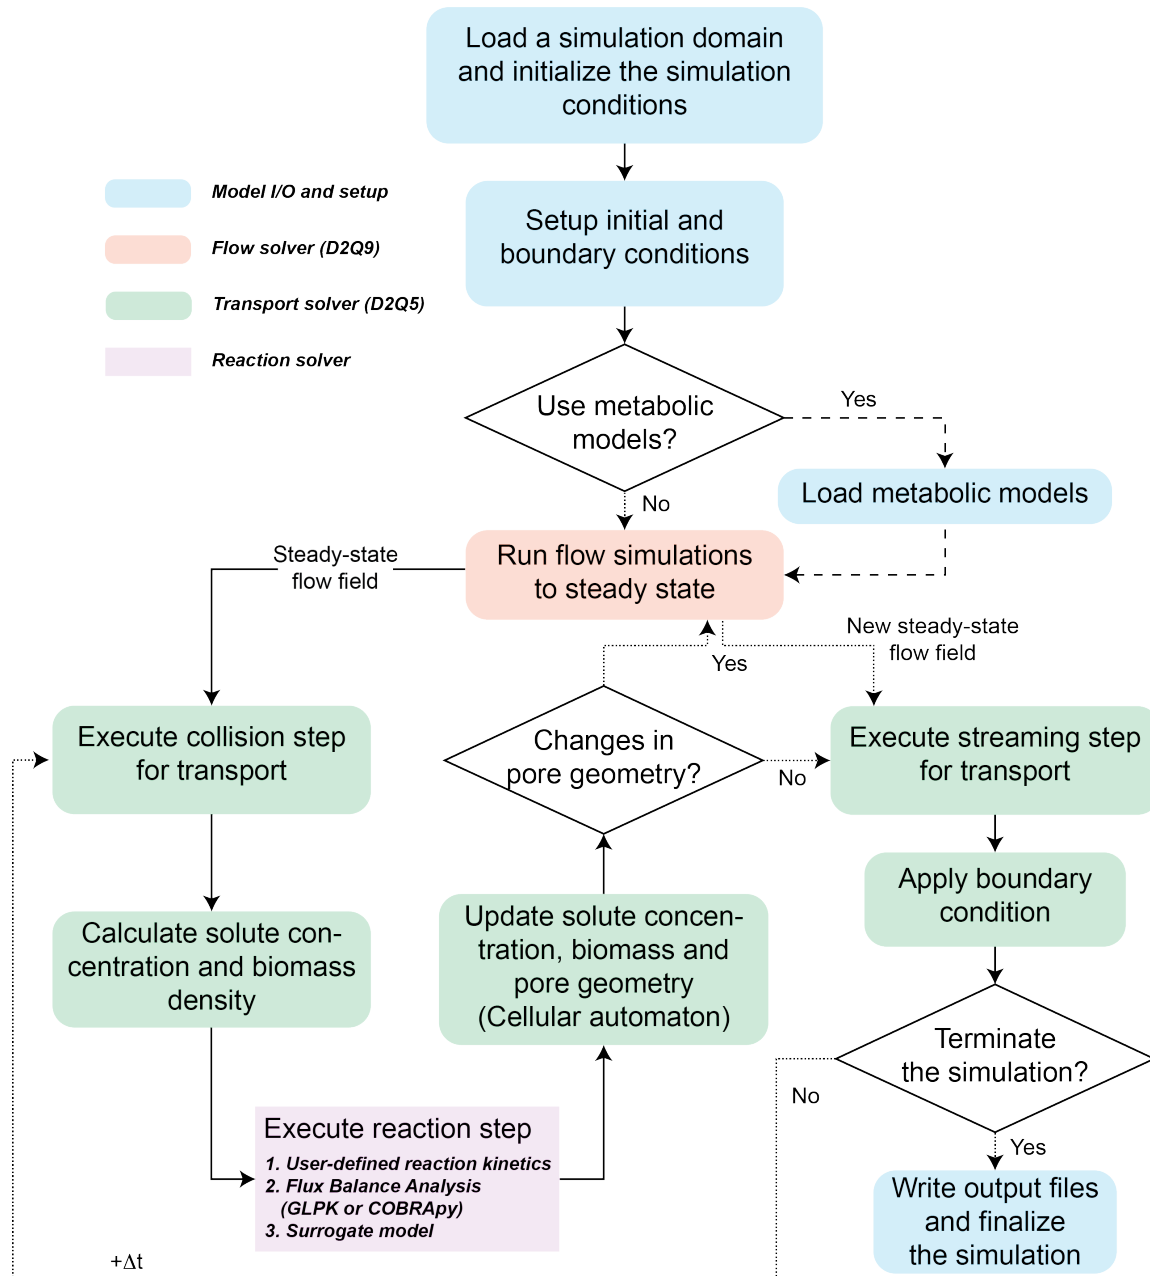 Load a simulation domain
and initialize the simulation
conditions
Model I/O and setup
Flow solver (D2Q9)
Transport solver (D2Q5)
Reaction solver
Setup initial and
boundary conditions
Use metabolic
models?
Yes
No
Load metabolic models
Run flow simulations
to steady state
Steady-state
flow field
New steady-state
flow field
Yes
Execute collision step
for transport
Changes in
pore geometry?
No
Execute streaming step
for transport
Calculate solute con-
centration and biomass
density
Update solute concen-
tration, biomass and
pore geometry
(Cellular automaton)
Apply boundary
condition
Terminate
the simulation?
No
Yes
Execute reaction step
1. User-defined reaction kinetics
2. Flux Balance Analysis
(GLPK or COBRApy)
3. Surrogate model
Write output files
and finalize
the simulation
+Δt